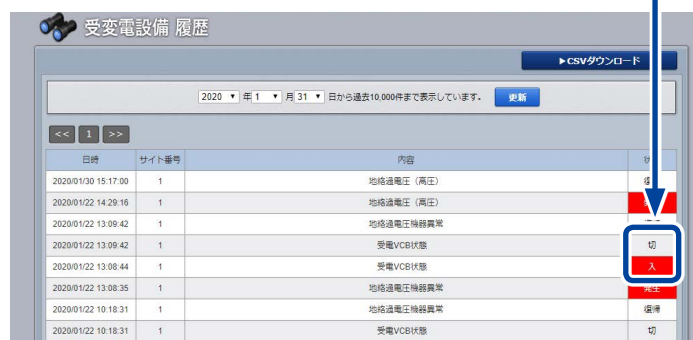 受変電設備 履歴
▶CSVダウンロード
2020 ▼ 年 1 ▼ 月 31 ▼ 日から過去10,000件まで表示しています。 更新
<< 1 >>
日時 サイト番号 内容
2020/01/30 15:17:00 1 地絡過電圧（高圧）
2020/01/22 14:29:16 1 地絡過電圧（高圧）
2020/01/22 13:09:42 1 地絡過電圧機器異常
2020/01/22 13:09:42 1 受電VCB状態 切
2020/01/22 13:08:44 1 受電VCB状態 入
2020/01/22 13:08:35 1 地絡過電圧機器異常 発生
2020/01/22 10:18:31 1 地絡過電圧機器異常 復帰
2020/01/22 10:18:31 1 受電VCB状態 切